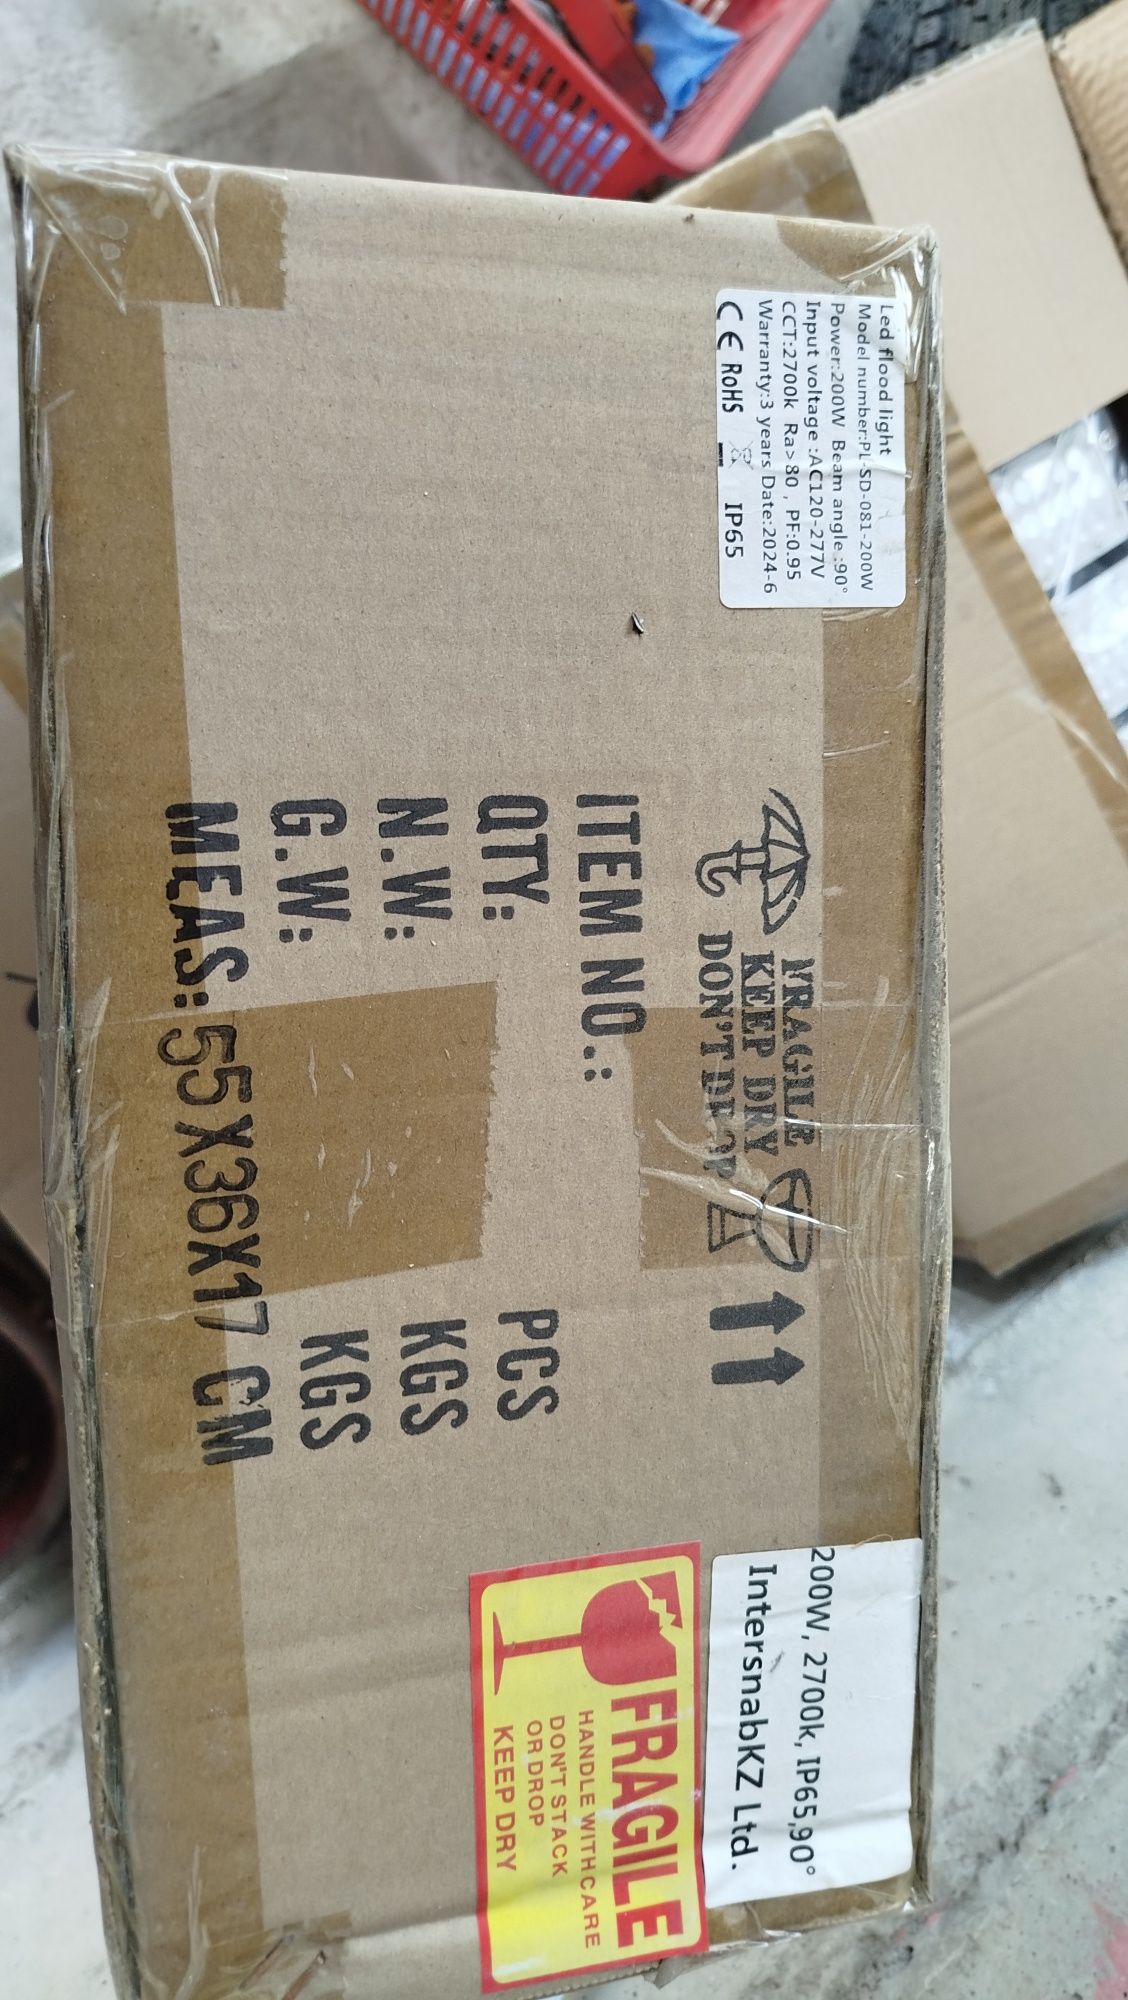 Led flood light
Model number:PL-SD-081-200W
Power:200W Beam angle :90°
Input voltage :AC120-277V
CCT:2700k Ra>80 , PF:0.95
Warranty:3 years Date:2024-6
CE RoHS IP65
FRAGILE
KEEP DRY
DON'T DROP
ITEM NO.:
QTY: PCS
N.W: KGS
G.W: KGS
MEAS: 55X36X17 CM
200W, 2700k, IP65,90°
IntersnabKZ Ltd.
FRAGILE
HANDLE WITH CARE
DON'T STACK
OR DROP
KEEP DRY